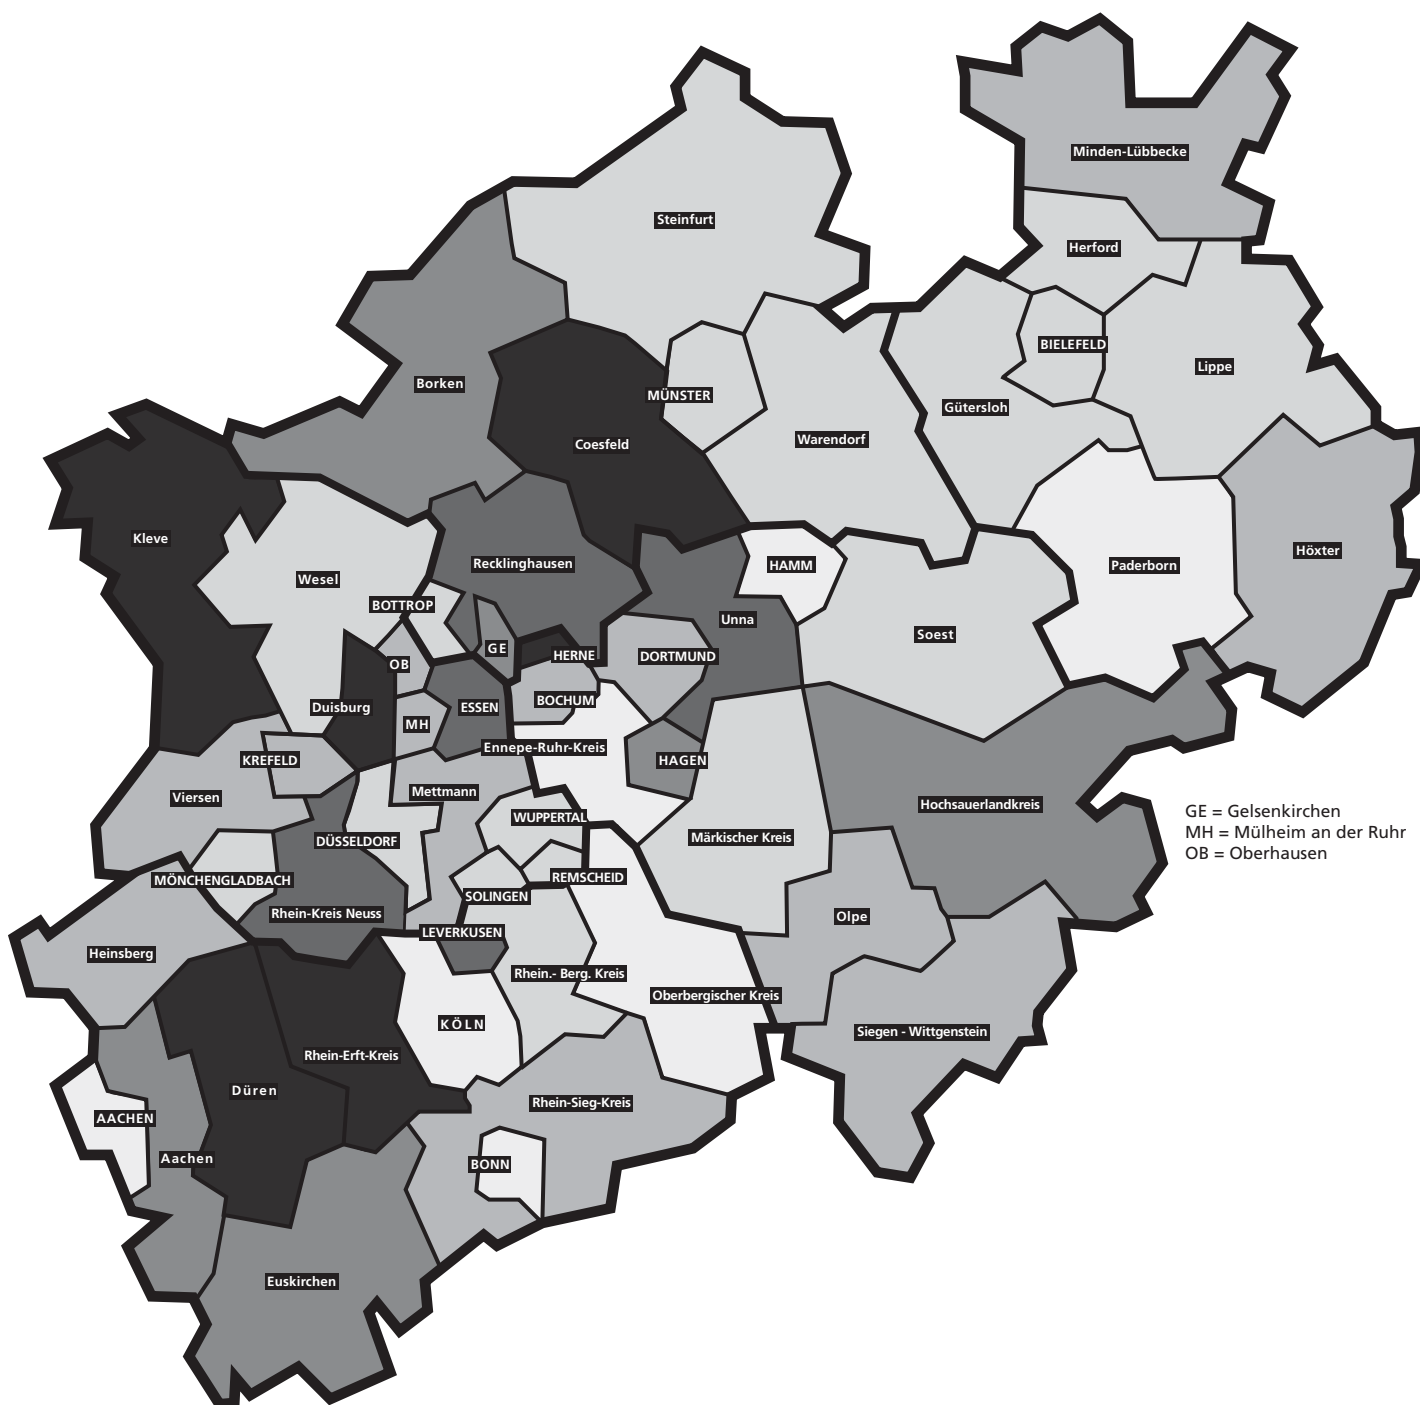 Minden-Lübbecke
Steinfurt
Herford
BIELEFELD
Lippe
Borken
MÜNSTER
Gütersloh
Coesfeld
Warendorf
Kleve
Höxter
Recklinghausen
HAMM
Paderborn
Wesel
BOTTROP
Unna
Soest
GE
HERNE
DORTMUND
OB
BOCHUM
Duisburg
ESSEN
MH
Ennepe-Ruhr-Kreis
KREFELD
HAGEN
Viersen
Mettmann
Hochsauerlandkreis
GE = Gelsenkirchen
MH = Mülheim an der Ruhr
OB = Oberhausen
WUPPERTAL
DÜSSELDORF
Märkischer Kreis
MÖNCHENGLADBACH
REMSCHEID
SOLINGEN
Rhein-Kreis Neuss
Olpe
LEVERKUSEN
Heinsberg
Rhein.- Berg. Kreis
Oberbergischer Kreis
KÖLN
Siegen - Wittgenstein
Rhein-Erft-Kreis
Düren
Rhein-Sieg-Kreis
AACHEN
Aachen
BONN
Euskirchen